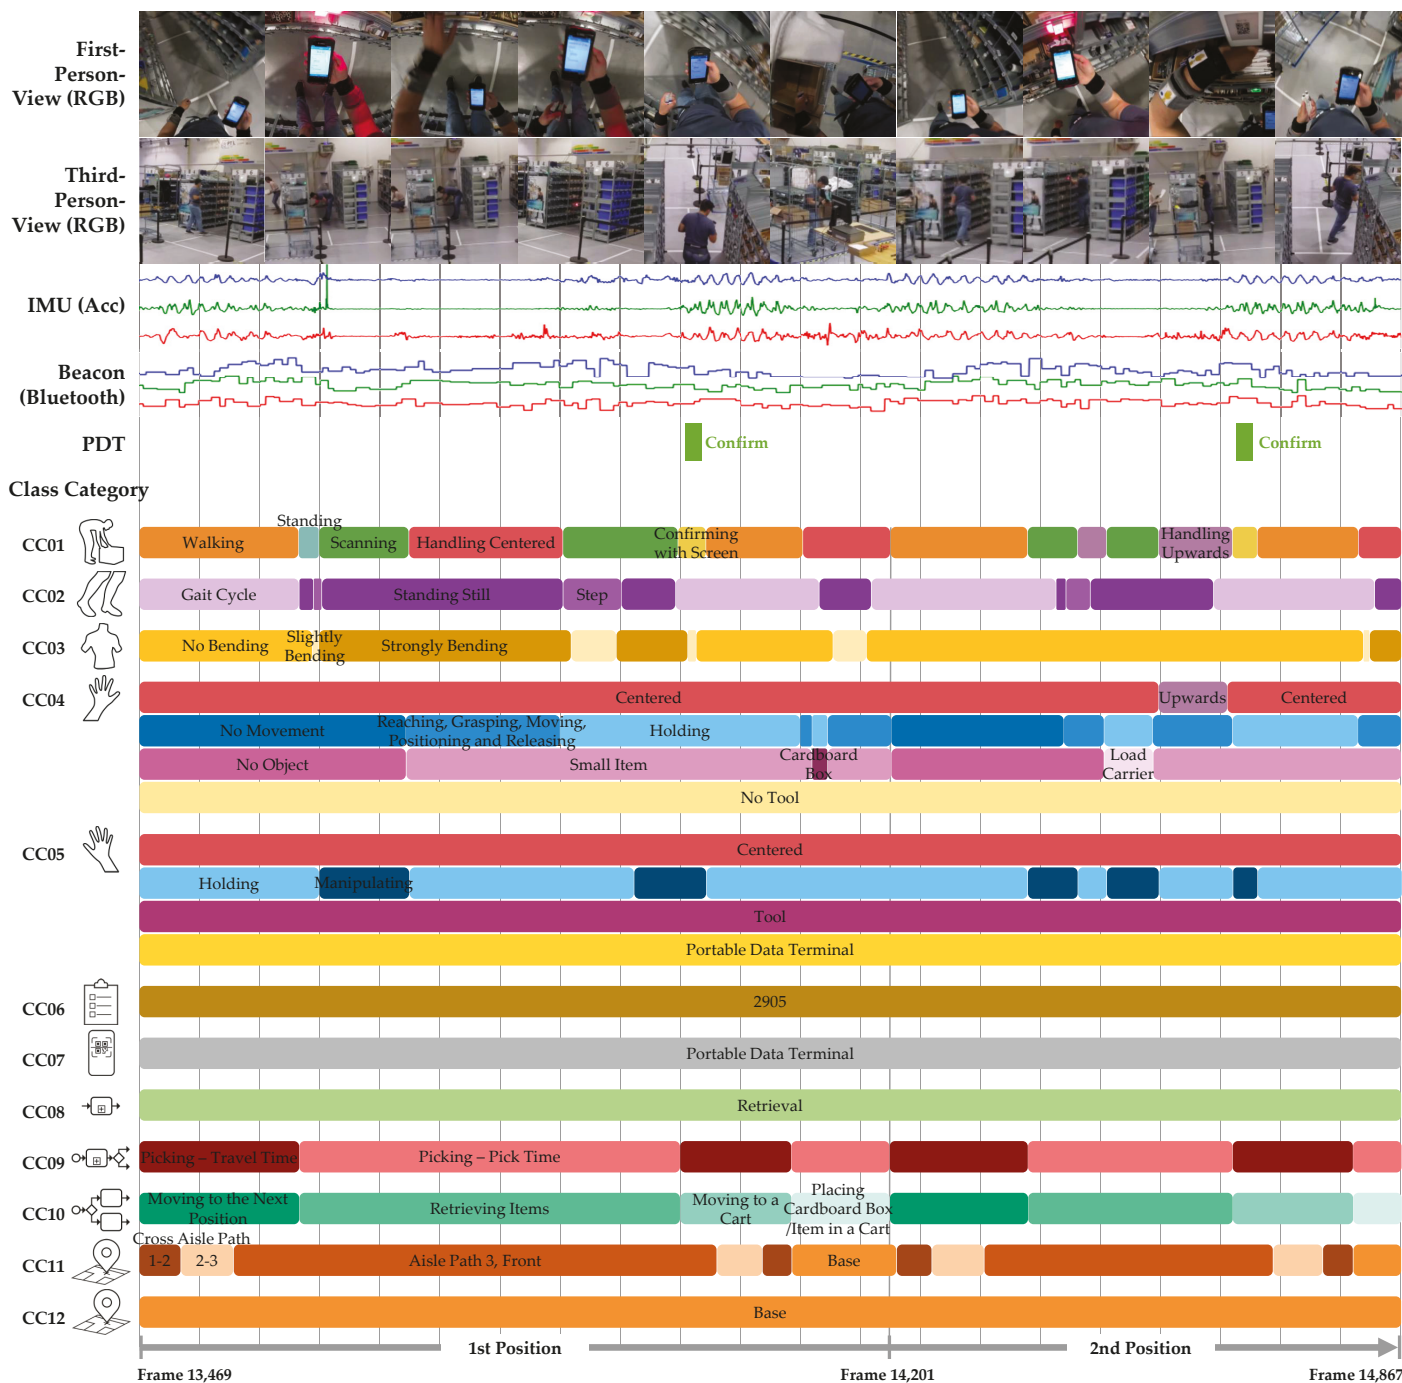 First-
Person-
View (RGB)
Third-
Person-
View (RGB)
IMU (Acc)
Beacon
(Bluetooth)
PDT
Confirm
Confirm
Class Category
CC01
Walking
Standing
Scanning
Handling Centered
Confirming
with Screen
Handling
Upwards
CC02
Gait Cycle
Standing Still
Step
CC03
No Bending
Slightly
Bending
Strongly Bending
CC04
Centered
Upwards
Centered
No Movement
Reaching, Grasping, Moving,
Positioning and Releasing
Holding
No Object
Small Item
Cardboard
Box
Load
Carrier
No Tool
CC05
Centered
Holding
Manipulating
Tool
Portable Data Terminal
CC06
2905
CC07
Portable Data Terminal
CC08
Retrieval
CC09
Picking – Travel Time
Picking – Pick Time
CC10
Moving to the Next
Position
Retrieving Items
Moving to a
Cart
Placing
Cardboard Box
/Item in a Cart
CC11
Cross Aisle Path
1-2
2-3
Aisle Path 3, Front
Base
CC12
Base
1st Position
2nd Position
Frame 13,469
Frame 14,201
Frame 14,867